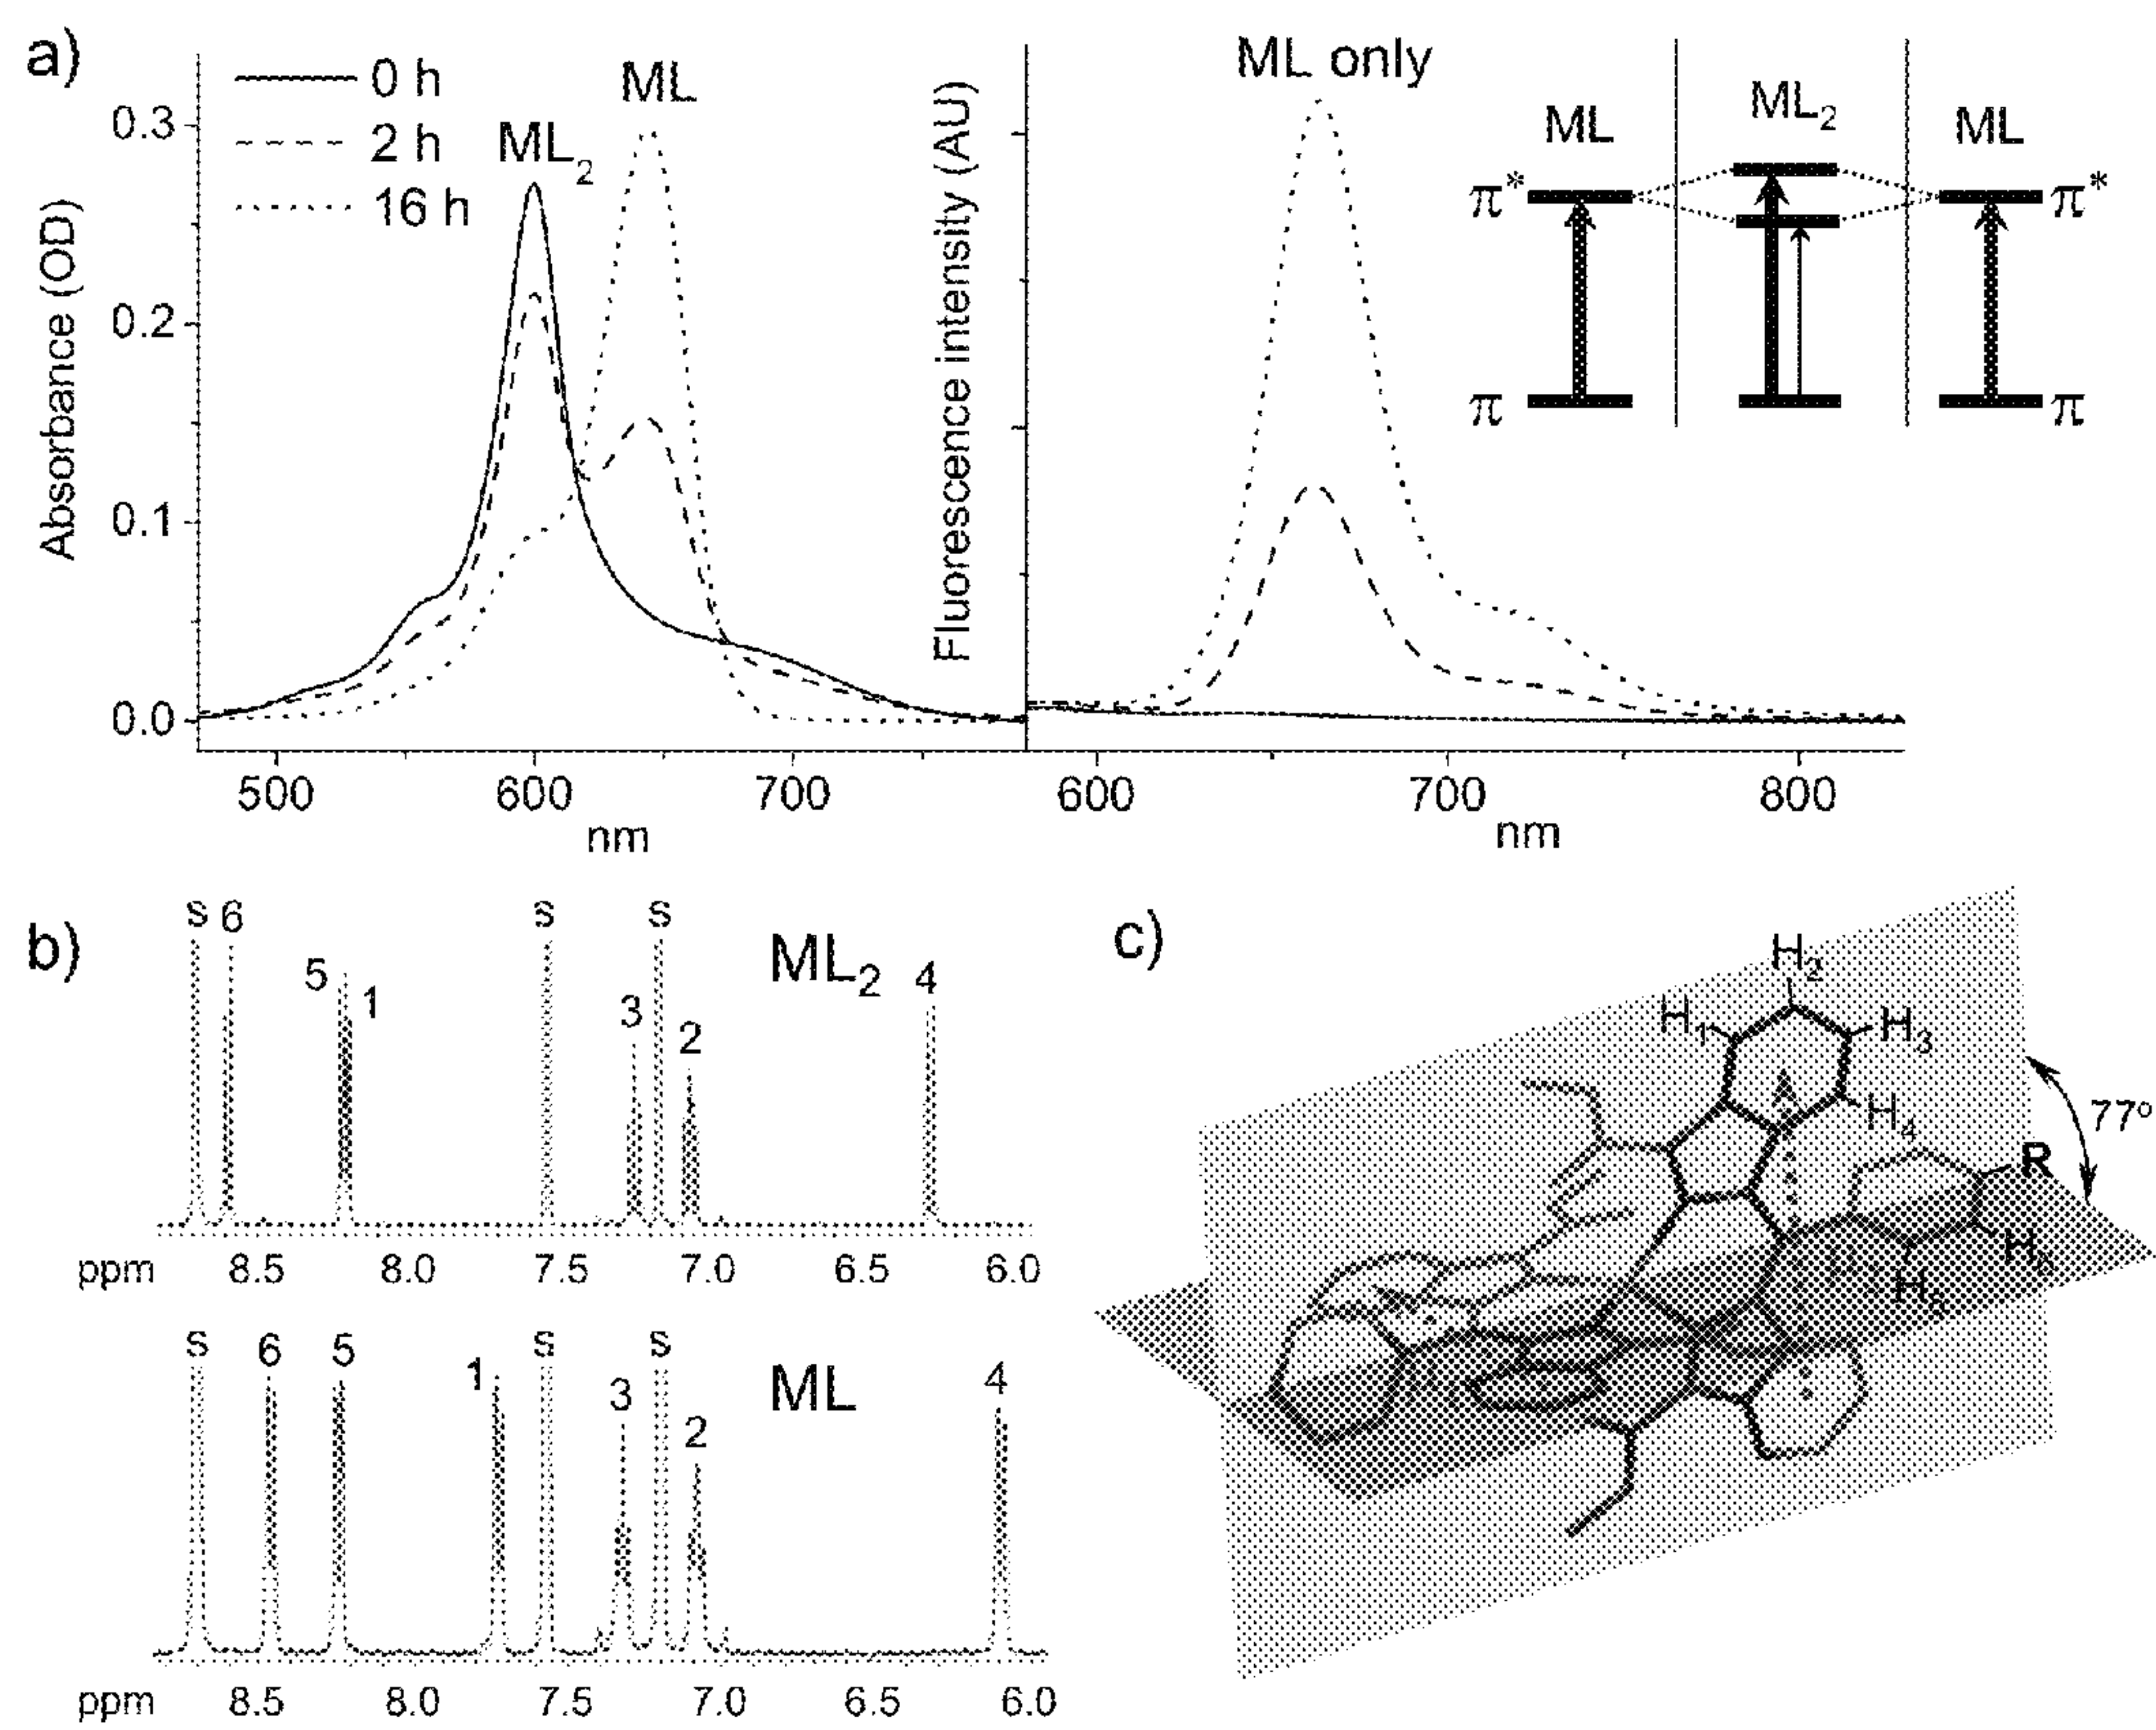 a)
0 h
2 h
16 h
ML
ML2
0.3
0.2
0.1
0.0
Absorbance (OD)
500 600 700
nm
ML only
Fluorescence intensity (AU)
600 700 800
nm
ML ML2 ML
π* π*
π π
b)
s 6 5 1 s 3 s 2 ML2 4
ppm 8.5 8.0 7.5 7.0 6.5 6.0
s 6 5 1 s 3 s 2 ML 4
ppm 8.5 8.0 7.5 7.0 6.5 6.0
c)
H2
H1 H3
H4
77°
R